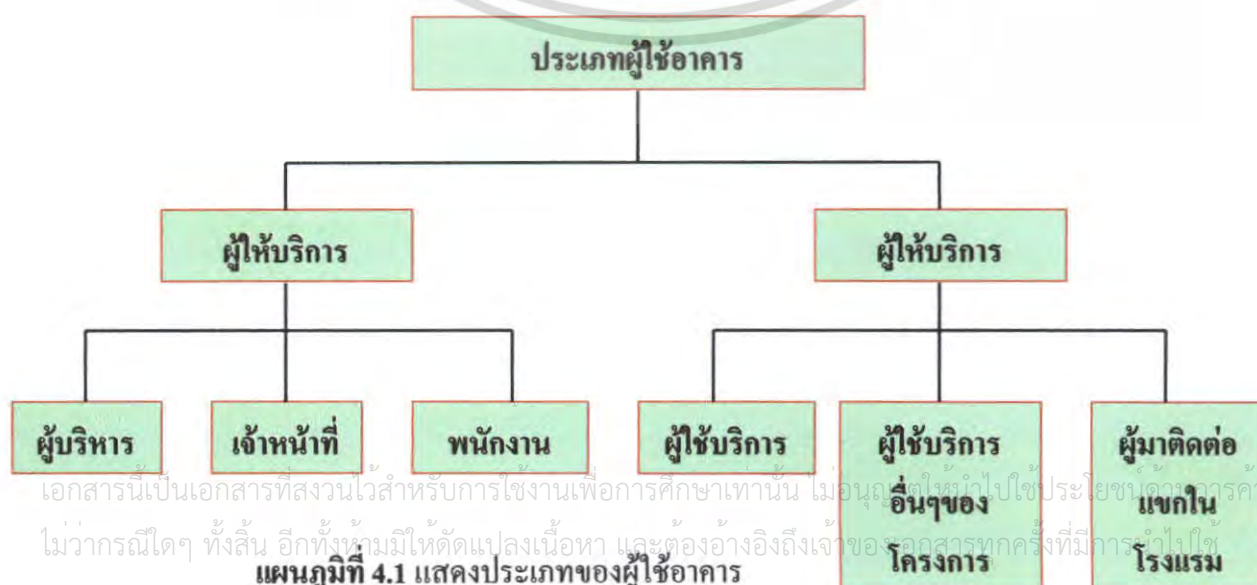 ประเภทผู้ใช้อาคาร
ผู้ให้บริการ
ผู้ให้บริการ
ผู้บริหาร
เจ้าหน้าที่
พนักงาน
ผู้ใช้บริการ
ผู้ใช้บริการ
อื่นๆของ
โครงการ
ผู้มาติดต่อ
แขกใน
โรงแรม
เอกสารนี้เป็นเอกสารที่สงวนไว้สำหรับการใช้งานเพื่อการศึกษาเท่านั้น ไม่อนุญาตให้นำไปใช้ประโยชน์ด้านการค้า
ไม่ว่ากรณีใดๆ ทั้งสิ้น อีกทั้งห้ามมิให้ดัดแปลงเนื้อหา และต้องอ้างอิงถึงเจ้าของเอกสารทุกครั้งที่มีการนำไปใช้
แผนภูมิที่ 4.1 แสดงประเภทของผู้ใช้อาคาร